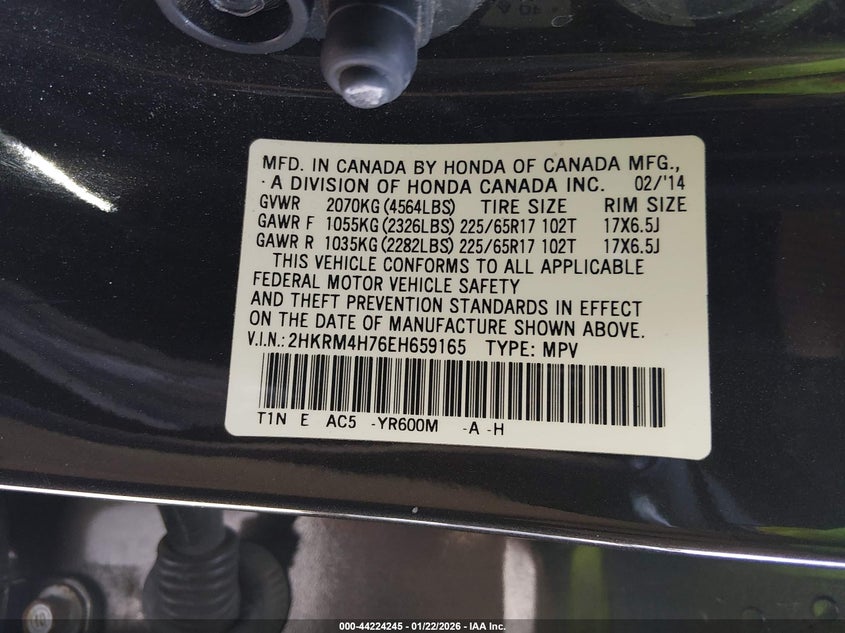 MFD. IN CANADA BY HONDA OF CANADA MFG.,
A DIVISION OF HONDA CANADA INC. 02/'14
GVWR 2070KG (4564LBS) TIRE SIZE RIM SIZE
GAWR F 1055KG (2326LBS) 225/65R17 102T 17X6.5J
GAWR R 1035KG (2282LBS) 225/65R17 102T 17X6.5J
THIS VEHICLE CONFORMS TO ALL APPLICABLE
FEDERAL MOTOR VEHICLE SAFETY
AND THEFT PREVENTION STANDARDS IN EFFECT
ON THE DATE OF MANUFACTURE SHOWN ABOVE.
V.I.N.: 2HKRM4H76EH659165 TYPE: MPV
T1N E AC5 -YR600M -A -H
000-44224245 - 01/22/2026 - IAA Inc.